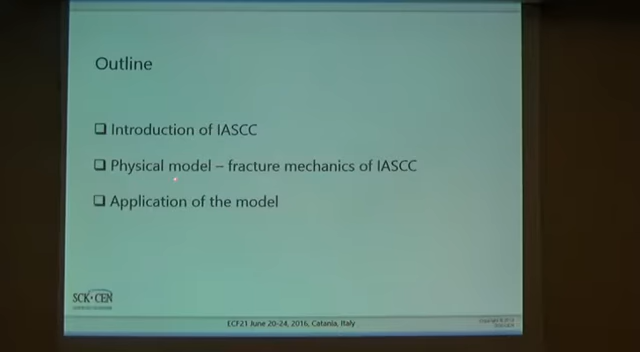 Outline
❑ Introduction of IASCC
❑ Physical model – fracture mechanics of IASCC
❑ Application of the model
SCK•CEN
ECF21 June 20-24, 2016, Catania, Italy